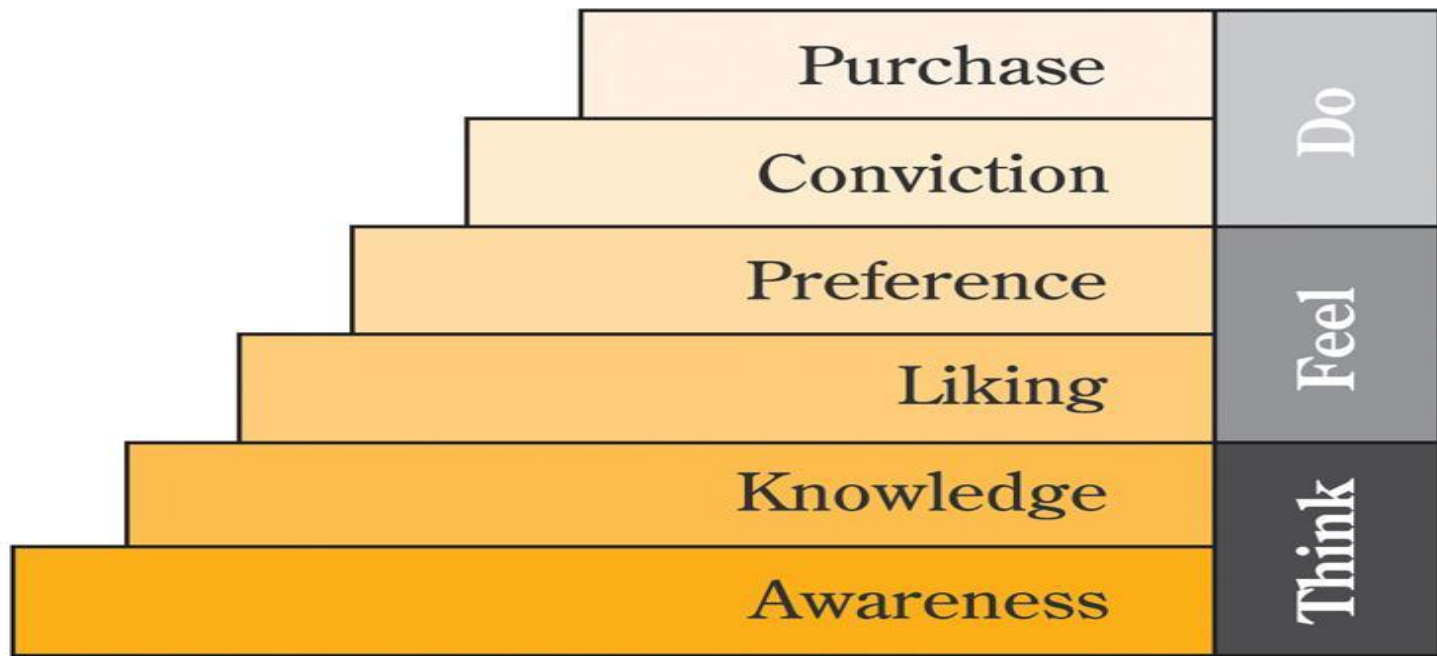 Purchase
Conviction
Do
Preference
Liking
Feel
Knowledge
Awareness
Think